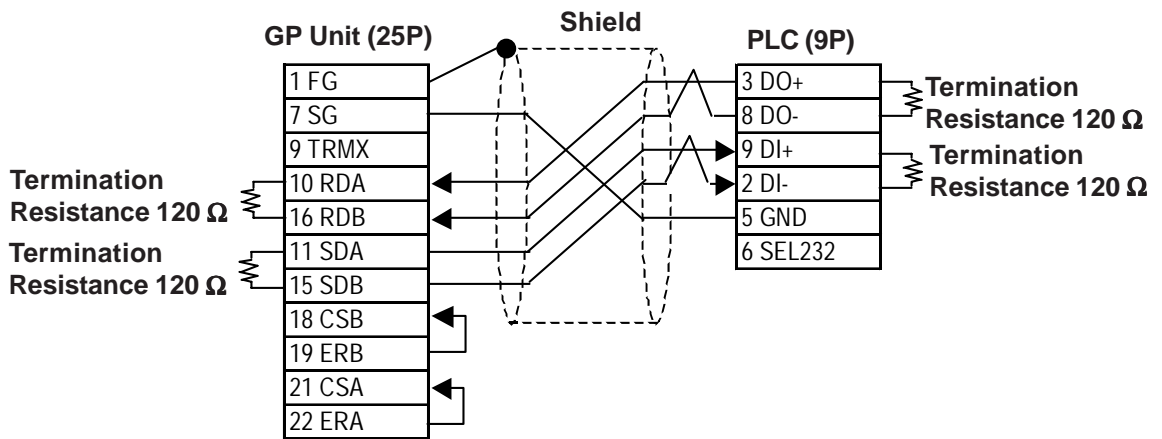 Shield
GP Unit (25P)
PLC (9P)
1 FG
7 SG
9 TRMX
10 RDA
16 RDB
11 SDA
15 SDB
18 CSB
19 ERB
21 CSA
22 ERA
Termination
Resistance 120 Ω
Termination
Resistance 120 Ω
3 DO+
8 DO-
9 DI+
2 DI-
5 GND
6 SEL232
Termination
Resistance 120 Ω
Termination
Resistance 120 Ω